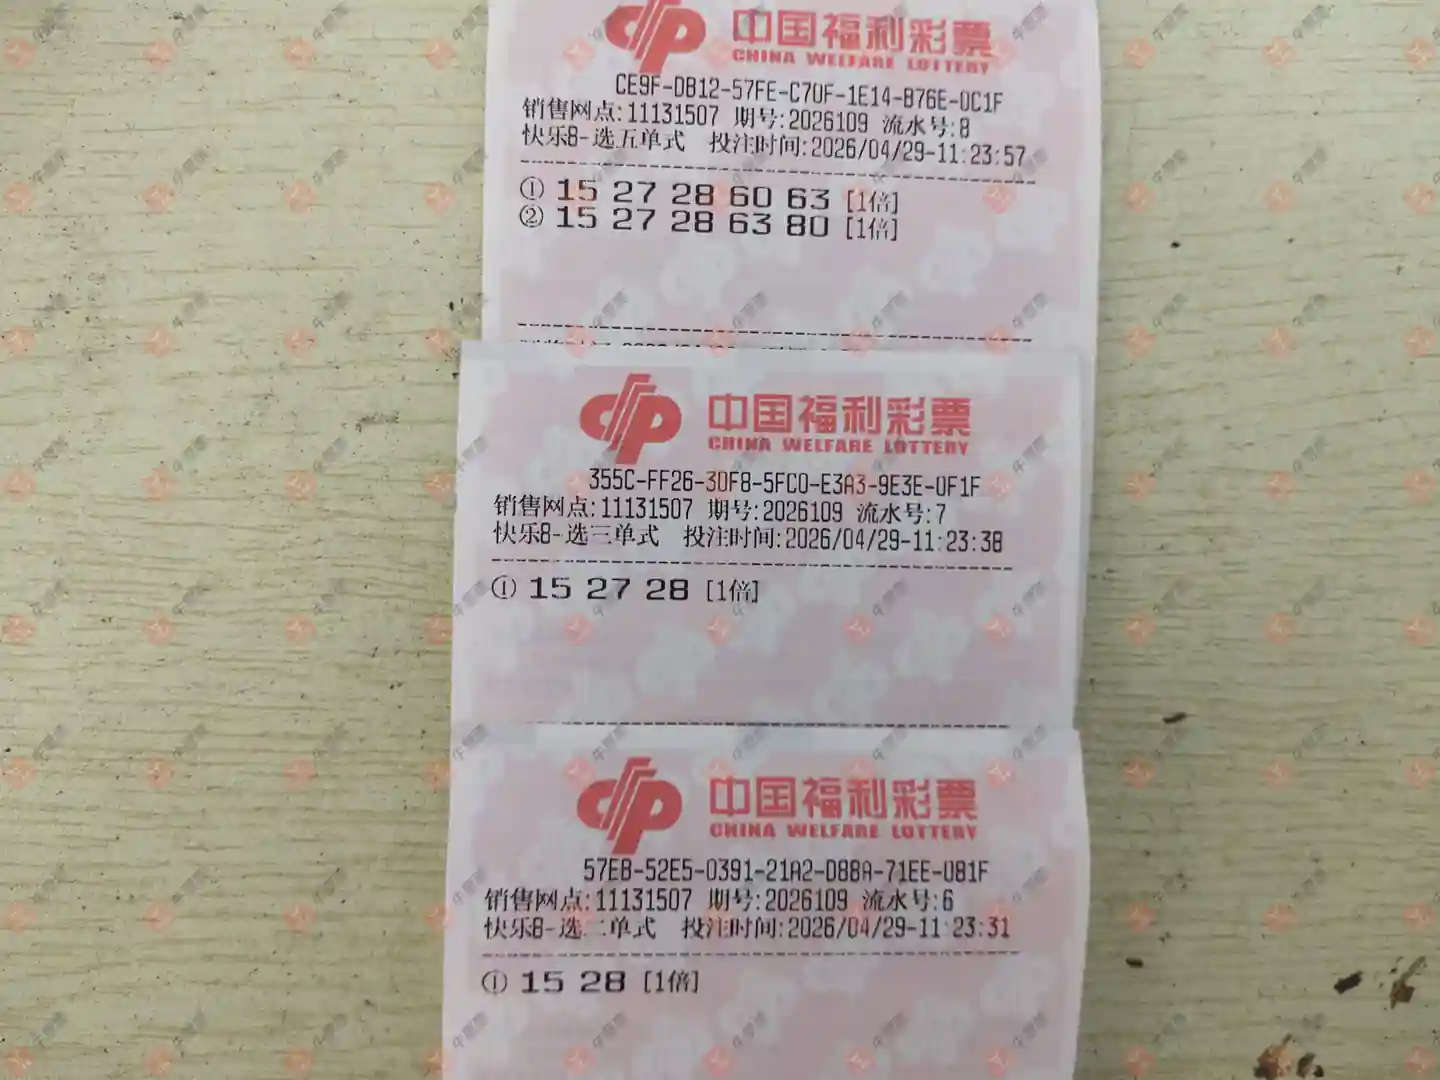 中国福利彩票
CHINA WELFARE LOTTERY
CE9F-0B12-57FE-C70F-1E14-B76E-0C1F
销售网点:11131507 期号:2026109 流水号:8
快乐8-选五单式 投注时间:2026/04/29-11:23:57
① 15 27 28 60 63 [1倍]
② 15 27 28 63 80 [1倍]
中国福利彩票
CHINA WELFARE LOTTERY
355C-FF26-30F8-5FC0-E3A3-9E3E-0F1F
销售网点:11131507 期号:2026109 流水号:7
快乐8-选三单式 投注时间:2026/04/29-11:23:38
① 15 27 28 [1倍]
中国福利彩票
CHINA WELFARE LOTTERY
57EB-52E5-0391-21A2-D88A-71EE-081F
销售网点:11131507 期号:2026109 流水号:6
快乐8-选二单式 投注时间:2026/04/29-11:23:31
① 15 28 [1倍]